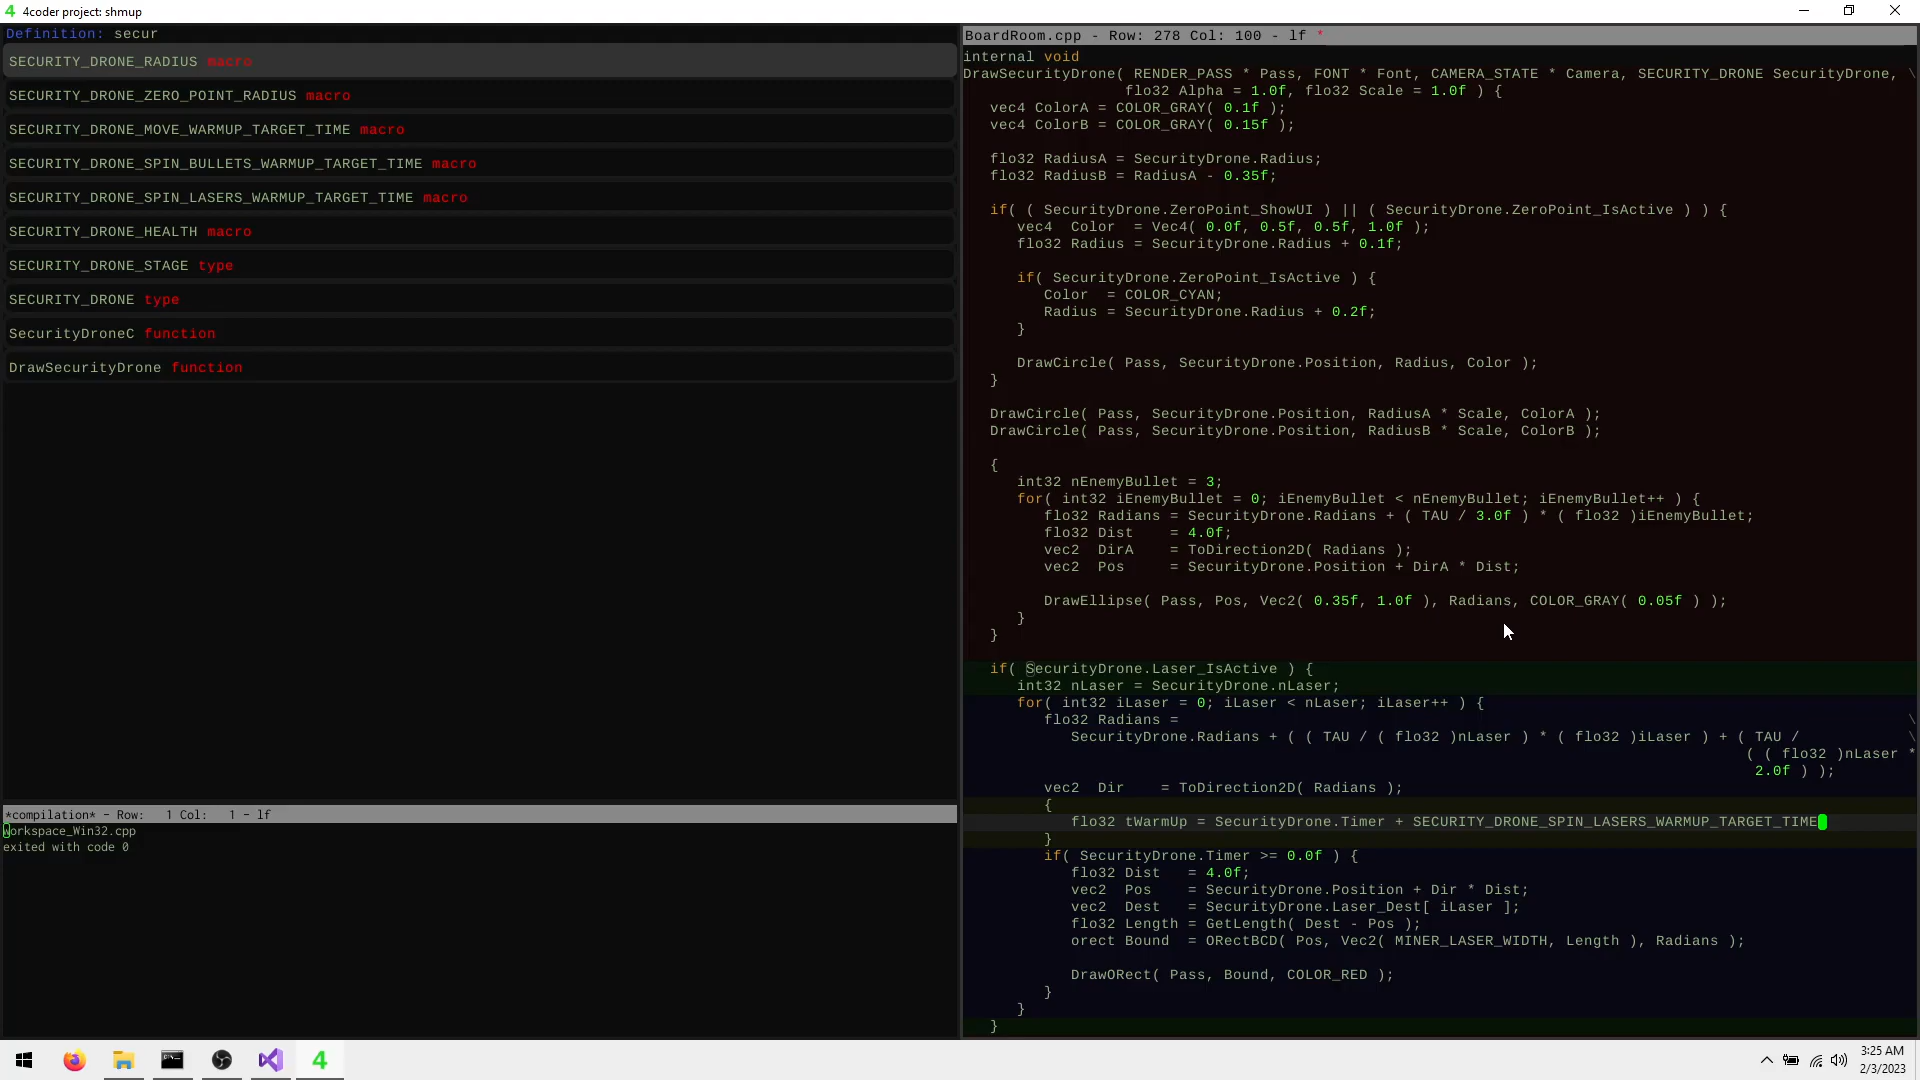 4 4coder project: shmup
Definition: secur
SECURITY_DRONE_RADIUS macro
SECURITY_DRONE_ZERO_POINT_RADIUS macro
SECURITY_DRONE_MOVE_WARMUP_TARGET_TIME macro
SECURITY_DRONE_SPIN_BULLETS_WARMUP_TARGET_TIME macro
SECURITY_DRONE_SPIN_LASERS_WARMUP_TARGET_TIME macro
SECURITY_DRONE_HEALTH macro
SECURITY_DRONE_STAGE type
SECURITY_DRONE type
SecurityDroneC function
DrawSecurityDrone function
*compilation* - Row:   1 Col:   1 - lf
Workspace_Win32.cpp
exited with code 0
BoardRoom.cpp - Row: 278 Col: 100 - lf *
internal void
DrawSecurityDrone( RENDER_PASS * Pass, FONT * Font, CAMERA_STATE * Camera, SECURITY_DRONE SecurityDrone, \
flo32 Alpha = 1.0f, flo32 Scale = 1.0f ) {
vec4 ColorA = COLOR_GRAY( 0.1f );
vec4 ColorB = COLOR_GRAY( 0.15f );
flo32 RadiusA = SecurityDrone.Radius;
flo32 RadiusB = RadiusA - 0.35f;
if( ( SecurityDrone.ZeroPoint_ShowUI ) || ( SecurityDrone.ZeroPoint_IsActive ) ) {
vec4  Color  = Vec4( 0.0f, 0.5f, 0.5f, 1.0f );
flo32 Radius = SecurityDrone.Radius + 0.1f;
if( SecurityDrone.ZeroPoint_IsActive ) {
Color  = COLOR_CYAN;
Radius = SecurityDrone.Radius + 0.2f;
}
DrawCircle( Pass, SecurityDrone.Position, Radius, Color );
}
DrawCircle( Pass, SecurityDrone.Position, RadiusA * Scale, ColorA );
DrawCircle( Pass, SecurityDrone.Position, RadiusB * Scale, ColorB );
{
int32 nEnemyBullet = 3;
for( int32 iEnemyBullet = 0; iEnemyBullet < nEnemyBullet; iEnemyBullet++ ) {
flo32 Radians = SecurityDrone.Radians + ( TAU / 3.0f ) * ( flo32 )iEnemyBullet;
flo32 Dist    = 4.0f;
vec2  DirA    = ToDirection2D( Radians );
vec2  Pos     = SecurityDrone.Position + DirA * Dist;
DrawEllipse( Pass, Pos, Vec2( 0.35f, 1.0f ), Radians, COLOR_GRAY( 0.05f ) );
}
}
if( SecurityDrone.Laser_IsActive ) {
int32 nLaser = SecurityDrone.nLaser;
for( int32 iLaser = 0; iLaser < nLaser; iLaser++ ) {
flo32 Radians = \
SecurityDrone.Radians + ( ( TAU / ( flo32 )nLaser ) * ( flo32 )iLaser ) + ( TAU / \
( ( flo32 )nLaser *
2.0f ) );
vec2  Dir    = ToDirection2D( Radians );
{
flo32 tWarmUp = SecurityDrone.Timer + SECURITY_DRONE_SPIN_LASERS_WARMUP_TARGET_TIME
}
if( SecurityDrone.Timer >= 0.0f ) {
flo32 Dist   = 4.0f;
vec2  Pos    = SecurityDrone.Position + Dir * Dist;
vec2  Dest   = SecurityDrone.Laser_Dest[ iLaser ];
flo32 Length = GetLength( Dest - Pos );
orect Bound  = ORectBCD( Pos, Vec2( MINER_LASER_WIDTH, Length ), Radians );
DrawORect( Pass, Bound, COLOR_RED );
}
}
}
4
3:25 AM
2/3/2023